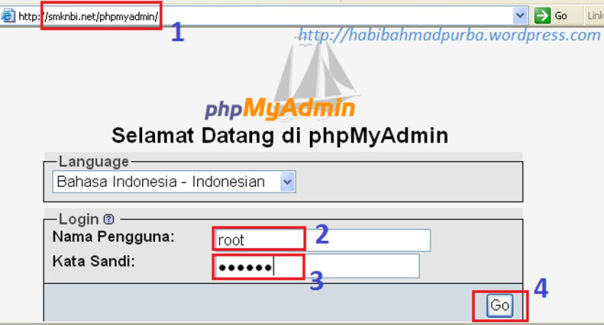 http://smknbi.net/phpmyadmin/
Go
Link
1
http://habibahmadpurba.wordpress.com
phpMyAdmin
Selamat Datang di phpMyAdmin
Language
Bahasa Indonesia - Indonesian
Login
Nama Pengguna:
root
2
Kata Sandi:
●●●●●●
3
4
Go